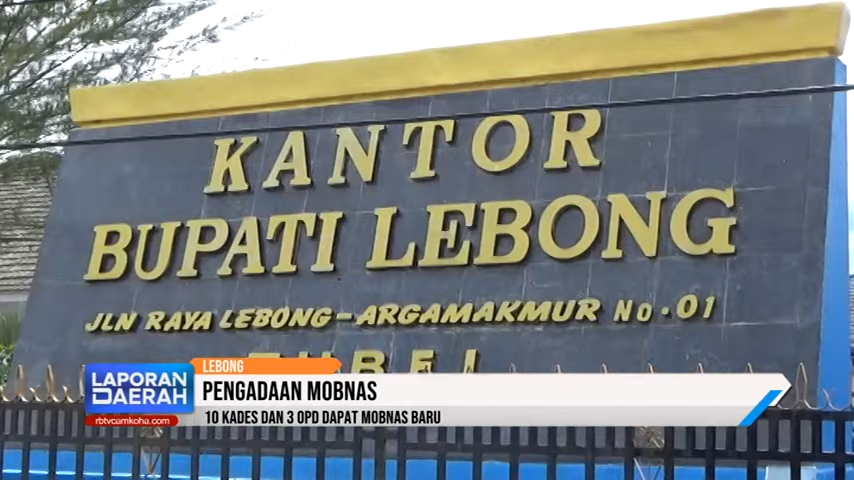 KANTOR
BUPATI LEBONG
JLN RAYA LEBONG-ARGAMAKMUR NO.01
TUBEI
LEBONG
LAPORAN
DAERAH
PENGADAAN MOBNAS
rbtvcamkoha.com
10 KADES DAN 3 OPD DAPAT MOBNAS BARU